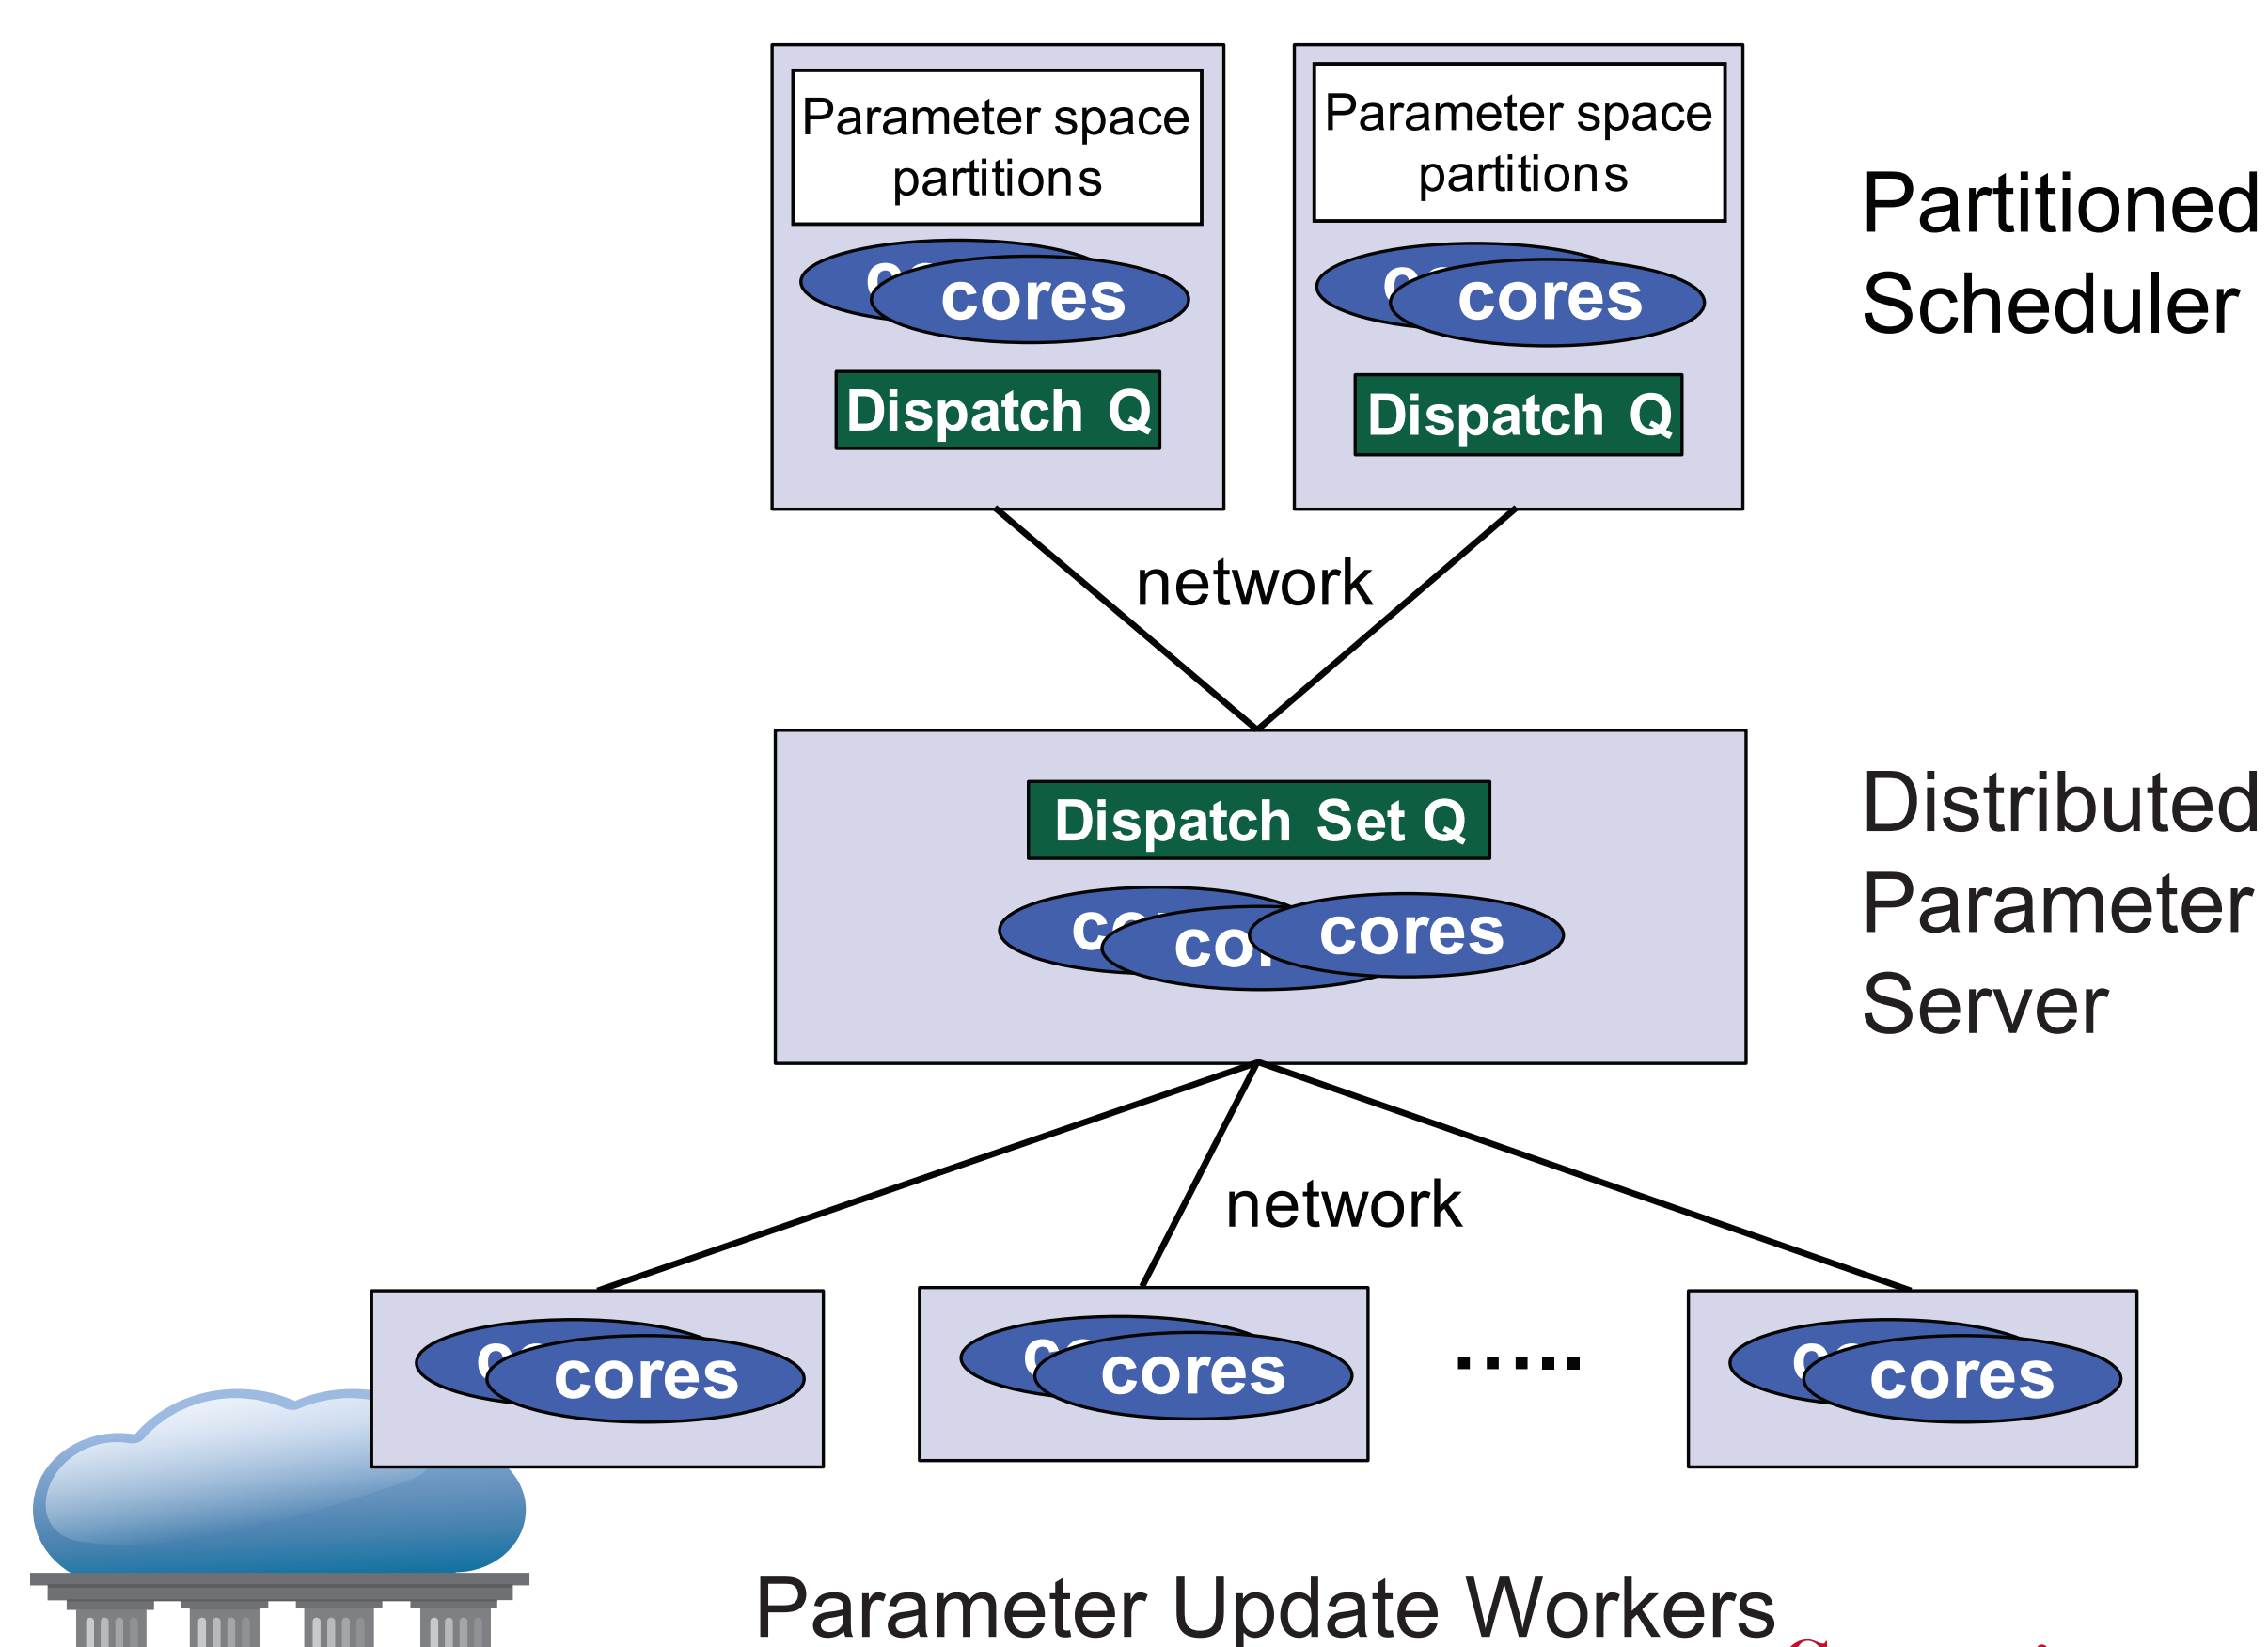 Parameter space
partitions
cores
Dispatch Q
Parameter space
partitions
cores
Dispatch Q
Partitioned
Scheduler
network
Dispatch Set Q
cores
Distributed
Parameter
Server
network
cores
cores
.....
cores
Parameter Update Workers